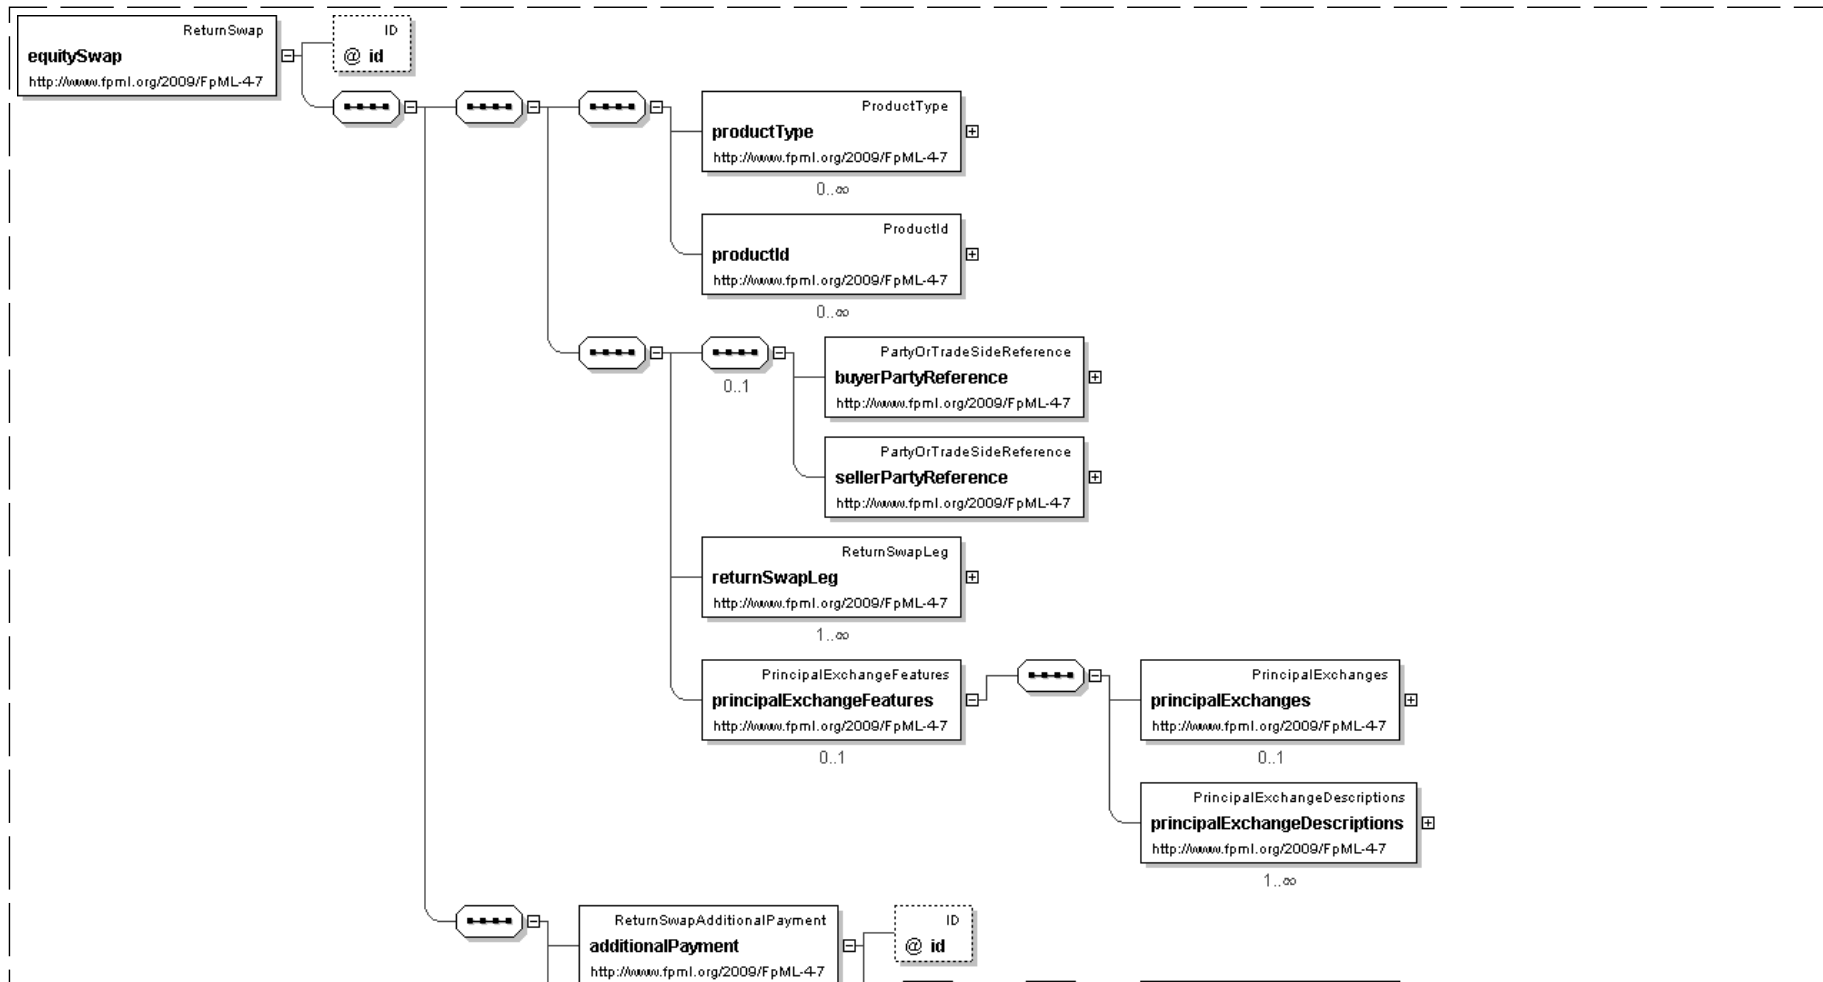 ReturnSwap
equitySwap
http://www.fpml.org/2009/FpML-4-7
ID
@ id
ProductType
productType
http://www.fpml.org/2009/FpML-4-7
0..∞
ProductId
productId
http://www.fpml.org/2009/FpML-4-7
0..∞
0..1
PartyOrTradeSideReference
buyerPartyReference
http://www.fpml.org/2009/FpML-4-7
PartyOrTradeSideReference
sellerPartyReference
http://www.fpml.org/2009/FpML-4-7
ReturnSwapLeg
returnSwapLeg
http://www.fpml.org/2009/FpML-4-7
1..∞
PrincipalExchangeFeatures
principalExchangeFeatures
http://www.fpml.org/2009/FpML-4-7
0..1
PrincipalExchanges
principalExchanges
http://www.fpml.org/2009/FpML-4-7
0..1
PrincipalExchangeDescriptions
principalExchangeDescriptions
http://www.fpml.org/2009/FpML-4-7
1..∞
ReturnSwapAdditionalPayment
additionalPayment
http://www.fpml.org/2009/FpML-4-7
ID
@ id